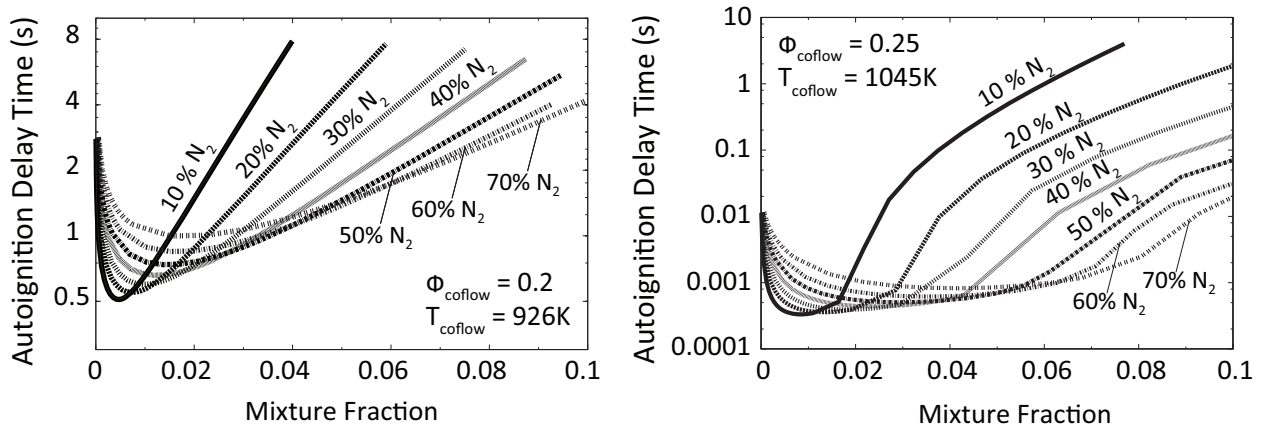 Autoignition Delay Time (s)
8
4
2
1
0.5
10% N2
20% N2
30% N2
40% N2
50% N2
60% N2
70% N2
Φcoflow = 0.2
Tcoflow = 926K
0 0.02 0.04 0.06 0.08 0.1
Mixture Fraction
Autoignition Delay Time (s)
10
1
0.1
0.01
0.001
0.0001
Φcoflow = 0.25
Tcoflow = 1045K
10 % N2
20 % N2
30 % N2
40 % N2
50 % N2
60% N2
70% N2
0 0.02 0.04 0.06 0.08 0.1
Mixture Fraction